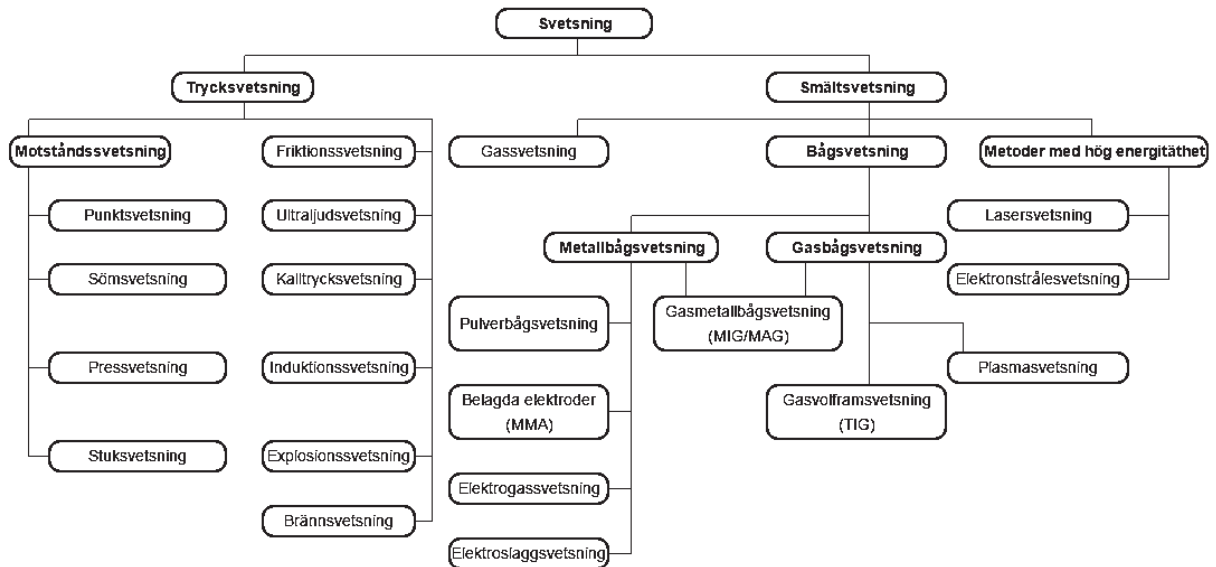 Svetsning
Trycksvetsning
Smältsvetsning
Motståndssvetsning
Friktionssvetsning
Gassvetsning
Bågsvetsning
Metoder med hög energitäthet
Punktsvetsning
Ultraljudsvetsning
Lasersvetsning
Metallbågsvetsning
Gasbågsvetsning
Sömsvetsning
Kalltrycksvetsning
Elektronstrålesvetsning
Pulverbågsvetsning
Gasmetallbågsvetsning
(MIG/MAG)
Pressvetsning
Induktionssvetsning
Plasmasvetsning
Belagda elektroder
(MMA)
Gasvolframsvetsning
(TIG)
Stuksvetsning
Explosionssvetsning
Elektrogassvetsning
Brännsvetsning
Elektroslaggsvetsning